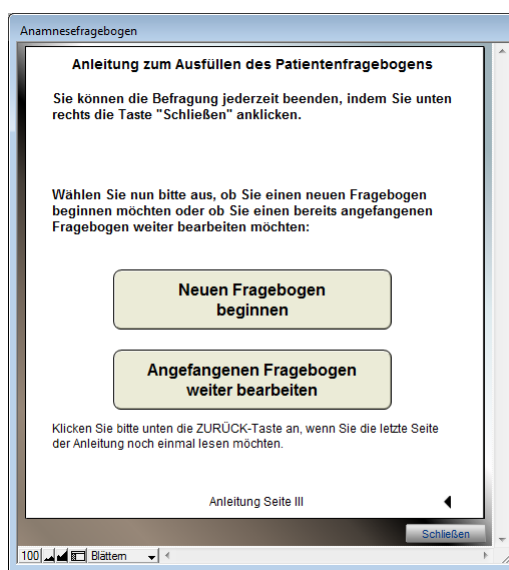 Anamnesefragebogen
Anleitung zum Ausfüllen des Patientenfragebogens
Sie können die Befragung jederzeit beenden, indem Sie unten
rechts die Taste "Schließen" anklicken.
Wählen Sie nun bitte aus, ob Sie einen neuen Fragebogen
beginnen möchten oder ob Sie einen bereits angefangenen
Fragebogen weiter bearbeiten möchten:
Neuen Fragebogen
beginnen
Angefangenen Fragebogen
weiter bearbeiten
Klicken Sie bitte unten die ZURÜCK-Taste an, wenn Sie die letzte Seite
der Anleitung noch einmal lesen möchten.
Anleitung Seite III
Schließen
100
Blättern